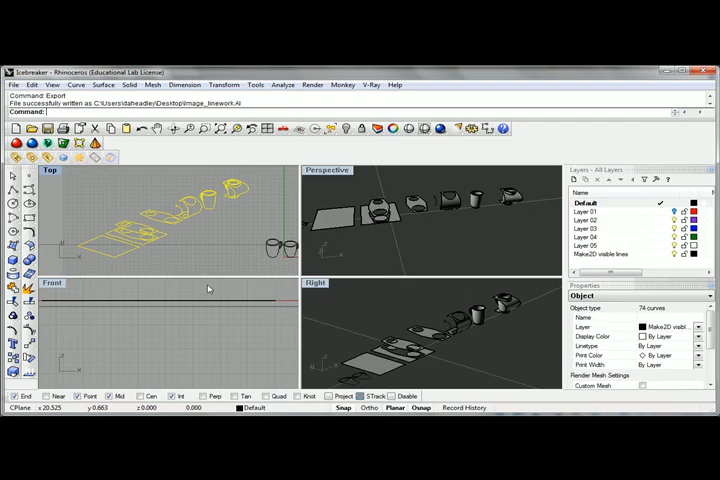 Icebreaker - Rhinoceros (Educational Lab License)
File Edit View Curve Surface Solid Mesh Dimension Transform Tools Analyze Render Monkey V-Ray Help
Command: Export
File successfully written as C:\Users\daheadley\Desktop\Image_linework.AI
Command:
Top
Perspective
Front
Right
Layers - All Layers
Name
Default
Layer 01
Layer 02
Layer 03
Layer 04
Layer 05
Make2D visible lines
Properties
Object
Object type 74 curves
Name
Layer Make2D visibl...
Display Color By Layer
Linetype By Layer
Print Color By Layer
Print Width By Layer
Render Mesh Settings
Custom Mesh
End Near Point Mid Cen Int Perp Tan Quad Knot Project STrack Disable
CPlane x 20.525 y 0.663 z 0.000 0.000 Default Snap Ortho Planar Osnap Record History